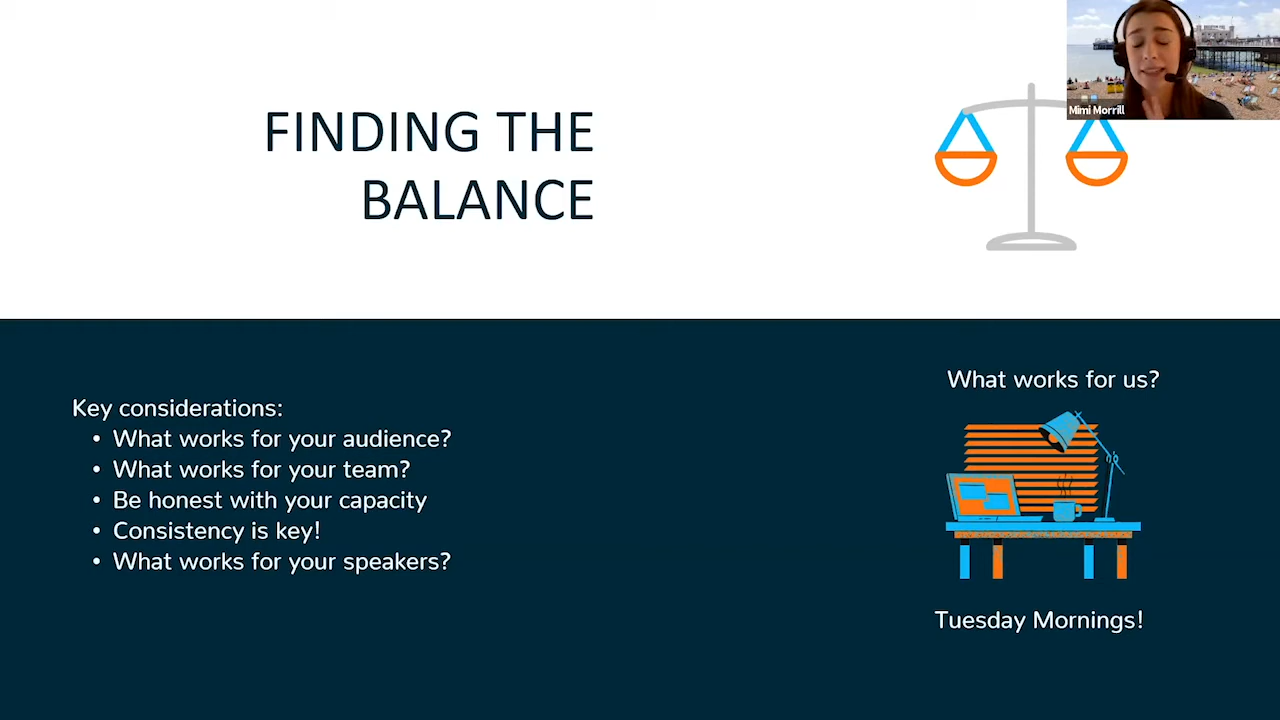 FINDING THE
BALANCE
Mimi Morrill
Key considerations:
• What works for your audience?
• What works for your team?
• Be honest with your capacity
• Consistency is key!
• What works for your speakers?
What works for us?
Tuesday Mornings!